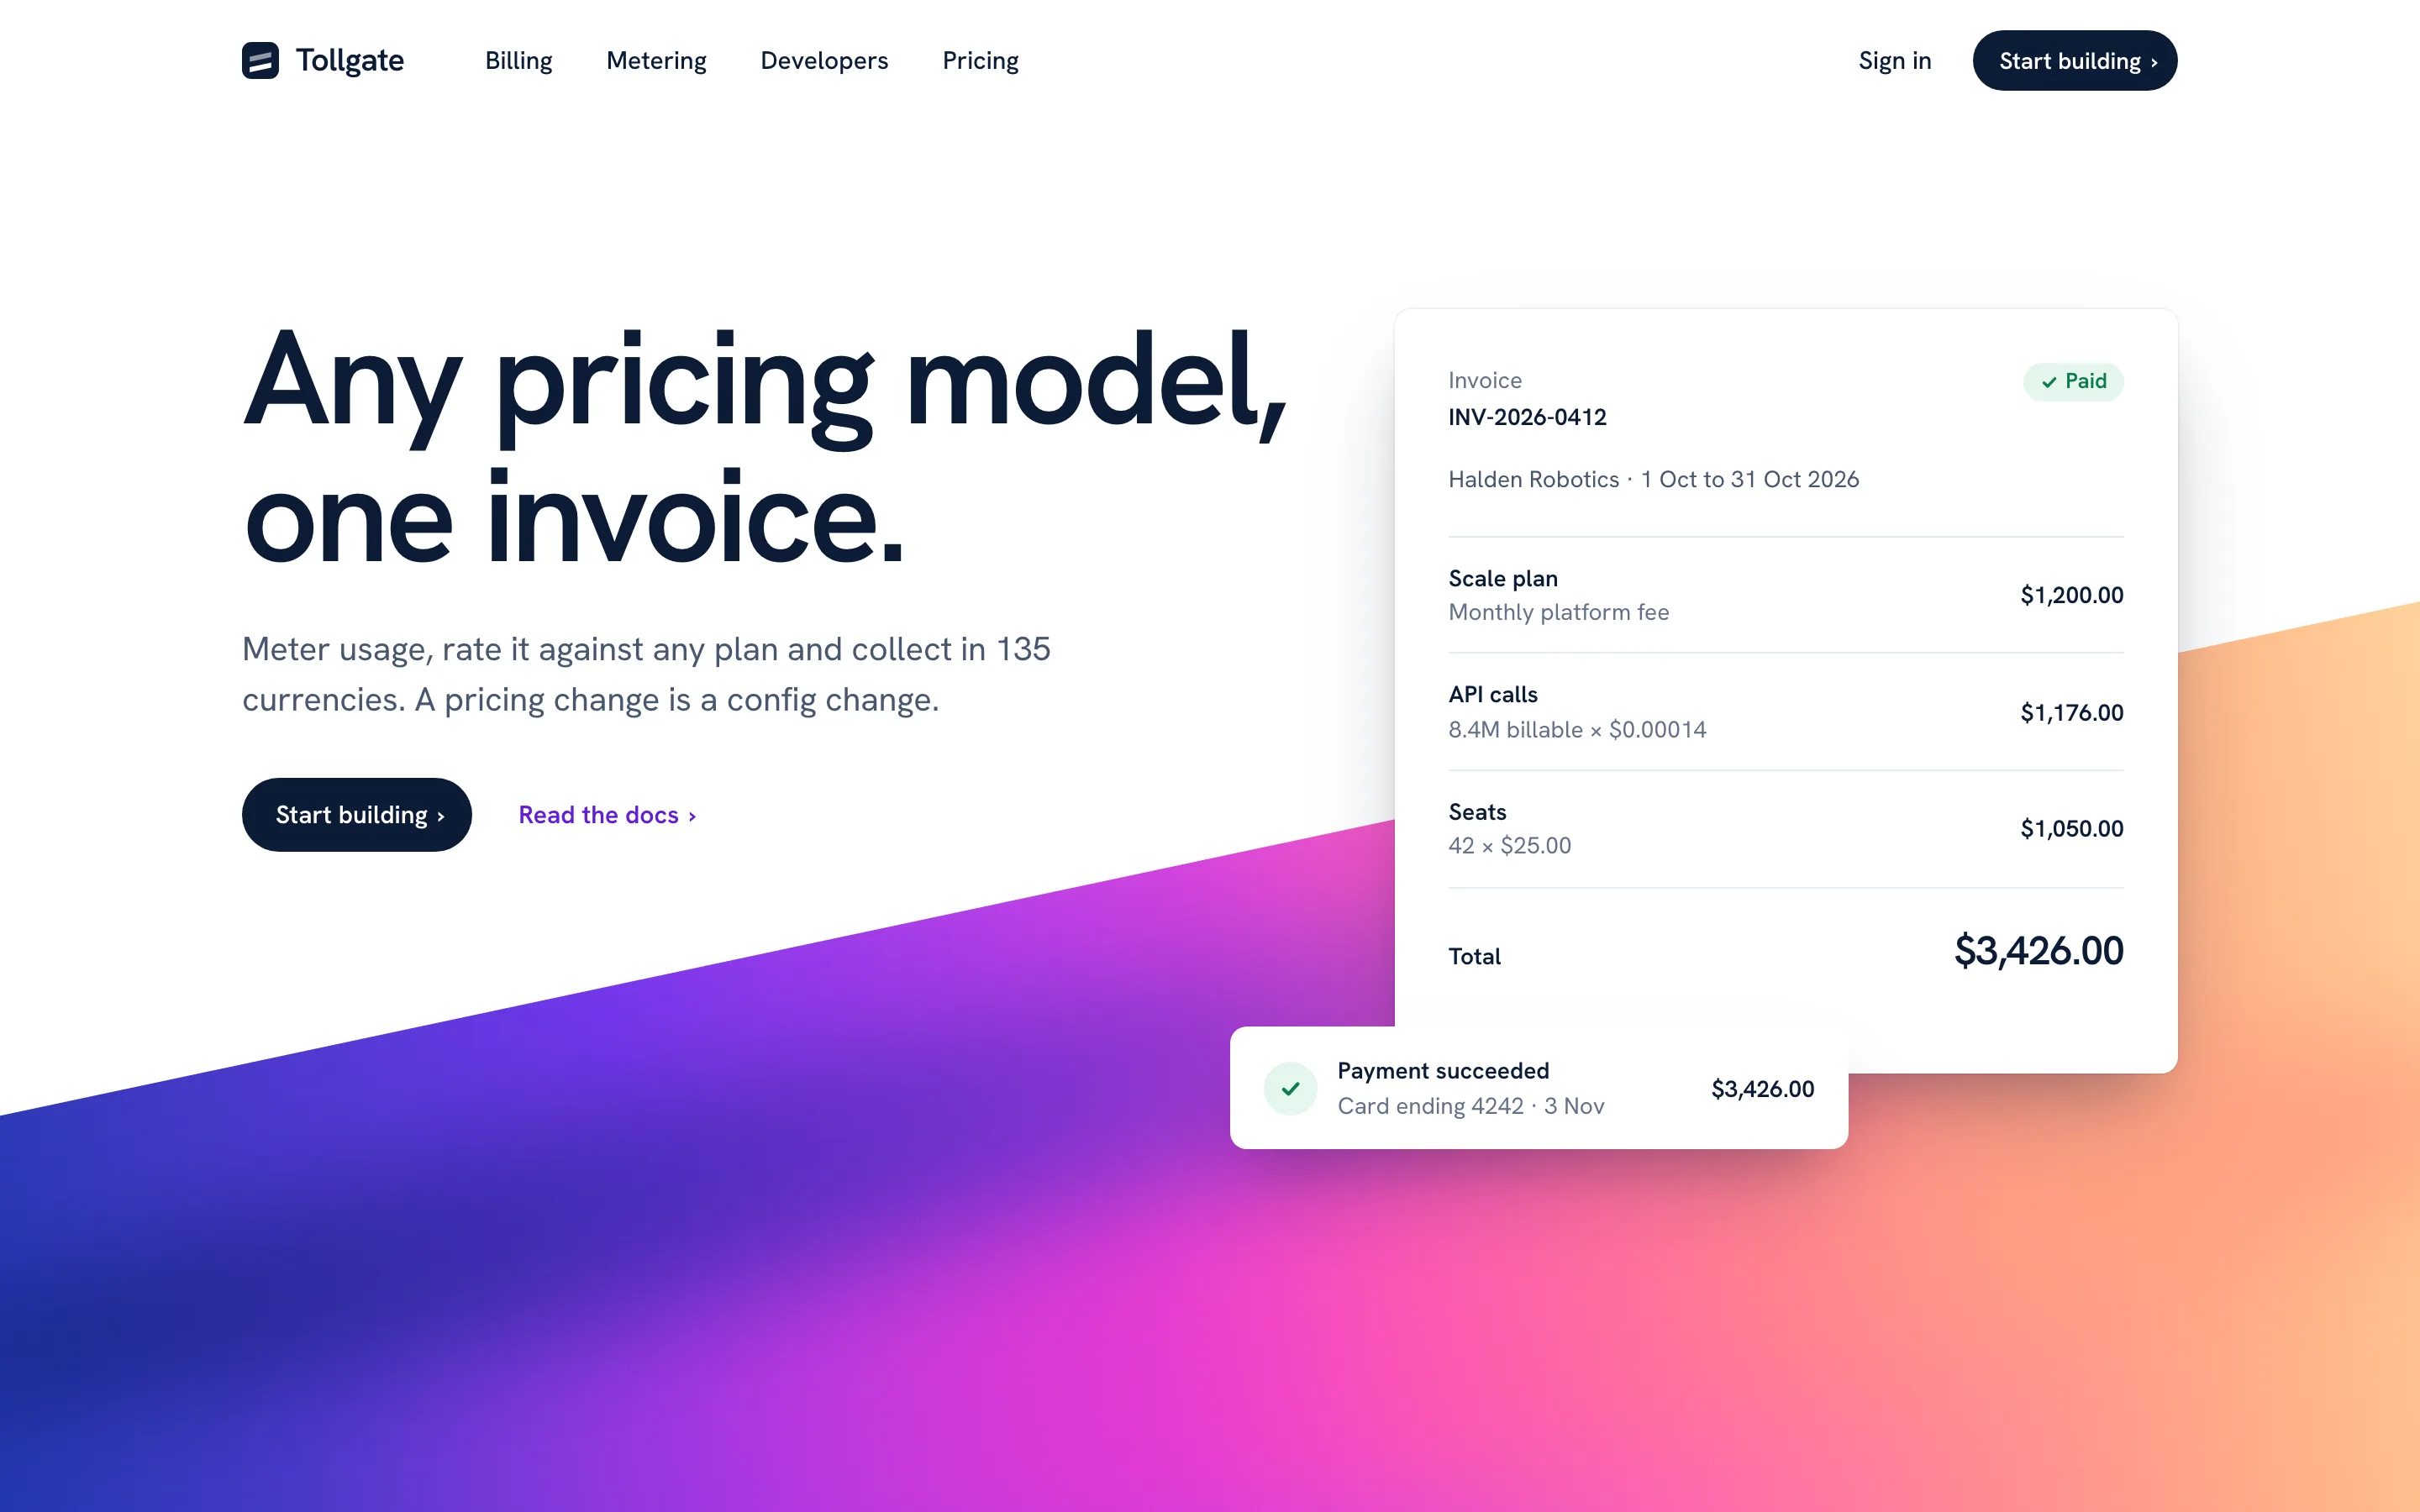 Tollgate
Billing
Metering
Developers
Pricing
Sign in
Start building ›
Any pricing model,
one invoice.
Meter usage, rate it against any plan and collect in 135
currencies. A pricing change is a config change.
Start building ›
Read the docs ›
Invoice
Paid
INV-2026-0412
Halden Robotics · 1 Oct to 31 Oct 2026
Scale plan
Monthly platform fee
$1,200.00
API calls
8.4M billable × $0.00014
$1,176.00
Seats
42 × $25.00
$1,050.00
Total
$3,426.00
Payment succeeded
Card ending 4242 · 3 Nov
$3,426.00